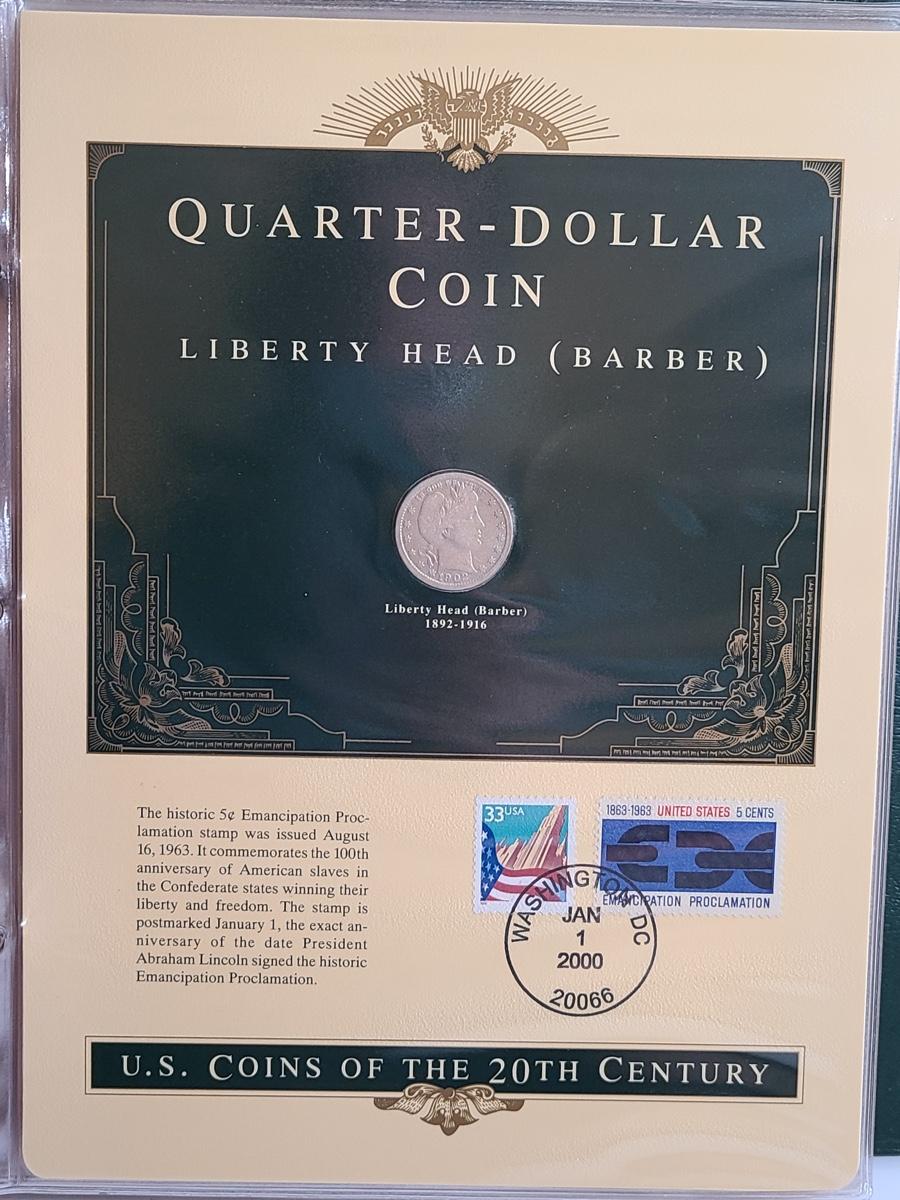 QUARTER-DOLLAR
COIN
LIBERTY HEAD (BARBER)
1902
Liberty Head (Barber)
1892-1916
The historic 5¢ Emancipation Proc-
lamation stamp was issued August
16, 1963. It commemorates the 100th
anniversary of American slaves in
the Confederate states winning their
liberty and freedom. The stamp is
postmarked January 1, the exact an-
niversary of the date President
Abraham Lincoln signed the historic
Emancipation Proclamation.
33USA
1863-1963 UNITED STATES 5 CENTS
EMANCIPATION PROCLAMATION
WASHINGTON, DC
JAN
1
2000
20066
U.S. COINS OF THE 20TH CENTURY